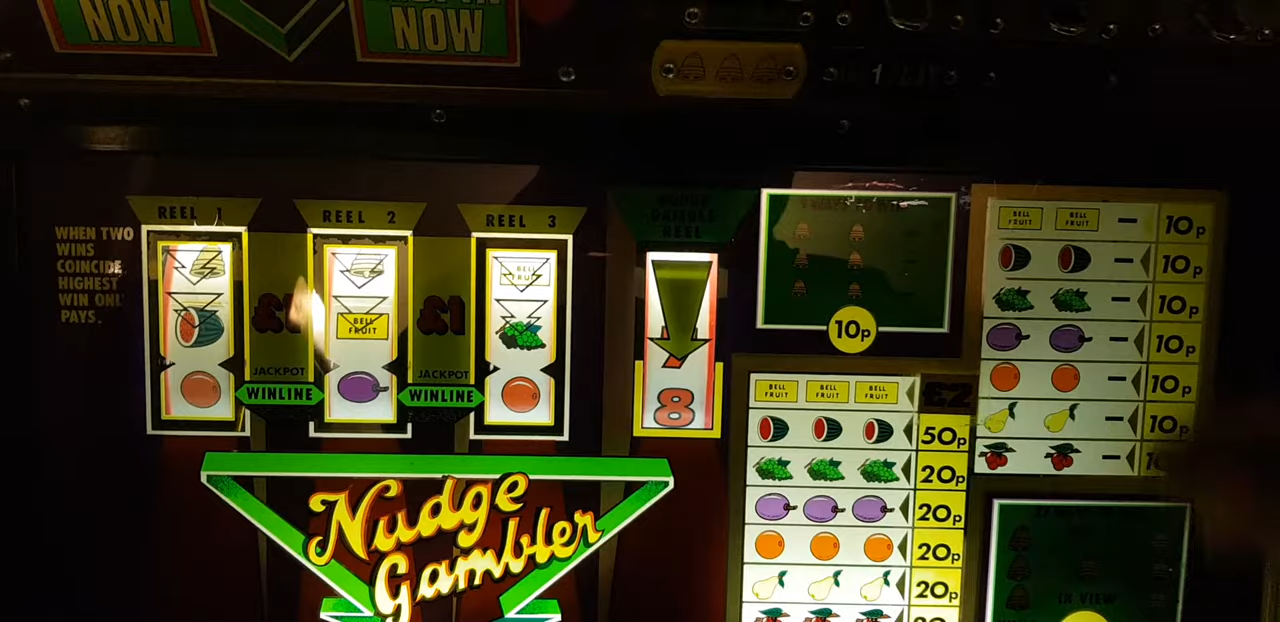 NOW
NOW
REEL 1
REEL 2
REEL 3
WHEN TWO
WINS
COINCIDE
HIGHEST
WIN ONLY
PAYS.
BELL
FRUIT
BELL
FRUIT
£1
£1
JACKPOT
WINLINE
JACKPOT
WINLINE
8
10p
Nudge
Gambler
BELL FRUIT BELL FRUIT BELL FRUIT £2
50p
20p
20p
20p
20p
BELL FRUIT BELL FRUIT – 10p
– 10p
– 10p
– 10p
– 10p
– 10p
IN VIEW